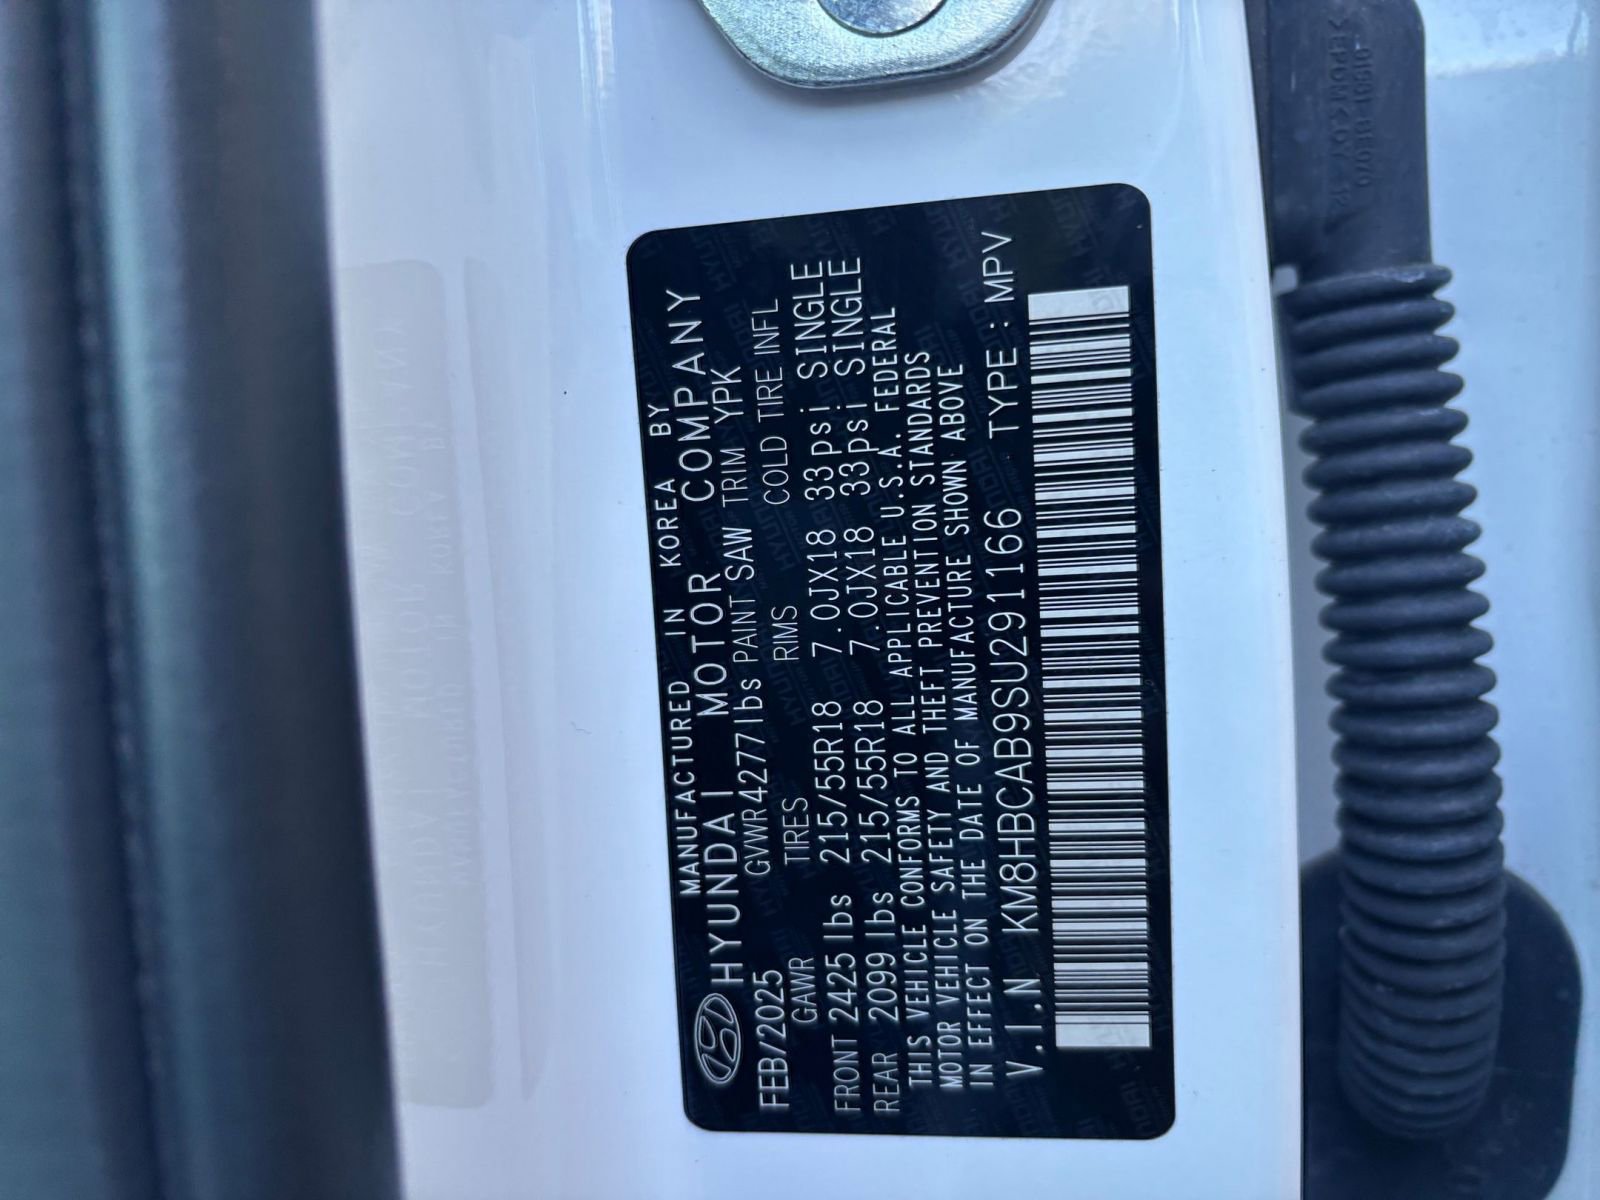 MANUFACTURED IN KOREA BY
HYUNDAI MOTOR COMPANY
FEB/2025 GVWR 4277lbs PAINT SAW TRIM YPK
GAWR TIRES RIMS COLD TIRE INFL
FRONT 2425lbs 215/55R18 7.0JX18 33psi SINGLE
REAR 2099lbs 215/55R18 7.0JX18 33psi SINGLE
THIS VEHICLE CONFORMS TO ALL APPLICABLE U.S.A. FEDERAL
MOTOR VEHICLE SAFETY AND THEFT PREVENTION STANDARDS
IN EFFECT ON THE DATE OF MANUFACTURE SHOWN ABOVE
V.I.N KM8HBCAB9SU291166 TYPE:MPV